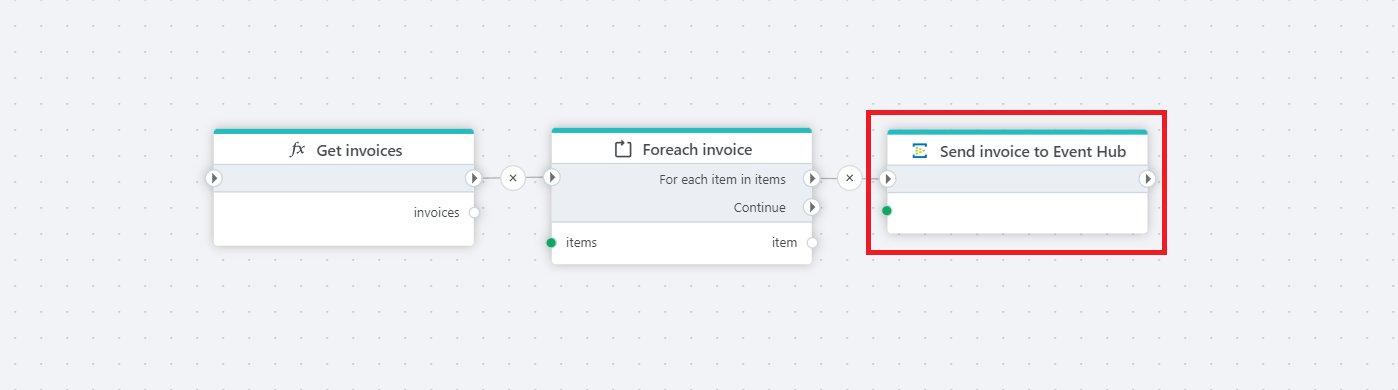 fx Get invoices
invoices
Foreach invoice
For each item in items
Continue
items item
Send invoice to Event Hub